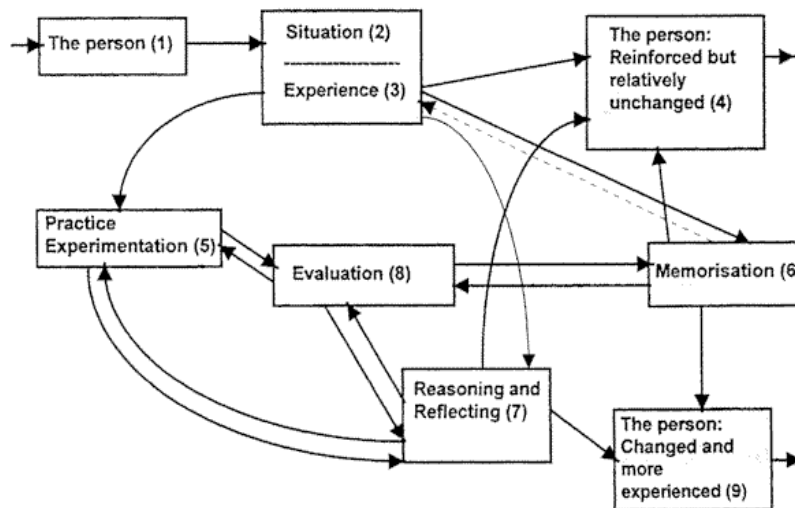 The person (1)
Situation (2)
Experience (3)
The person:
Reinforced but
relatively
unchanged (4)
Practice
Experimentation (5)
Evaluation (8)
Memorisation (6
Reasoning and
Reflecting (7)
The person:
Changed and
more
experienced (9)